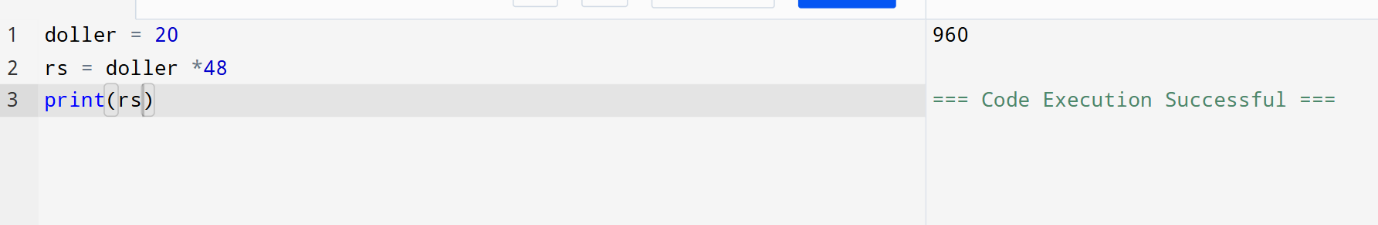 1 doller = 20
2 rs = doller *48
3 print(rs)
960
=== Code Execution Successful ===